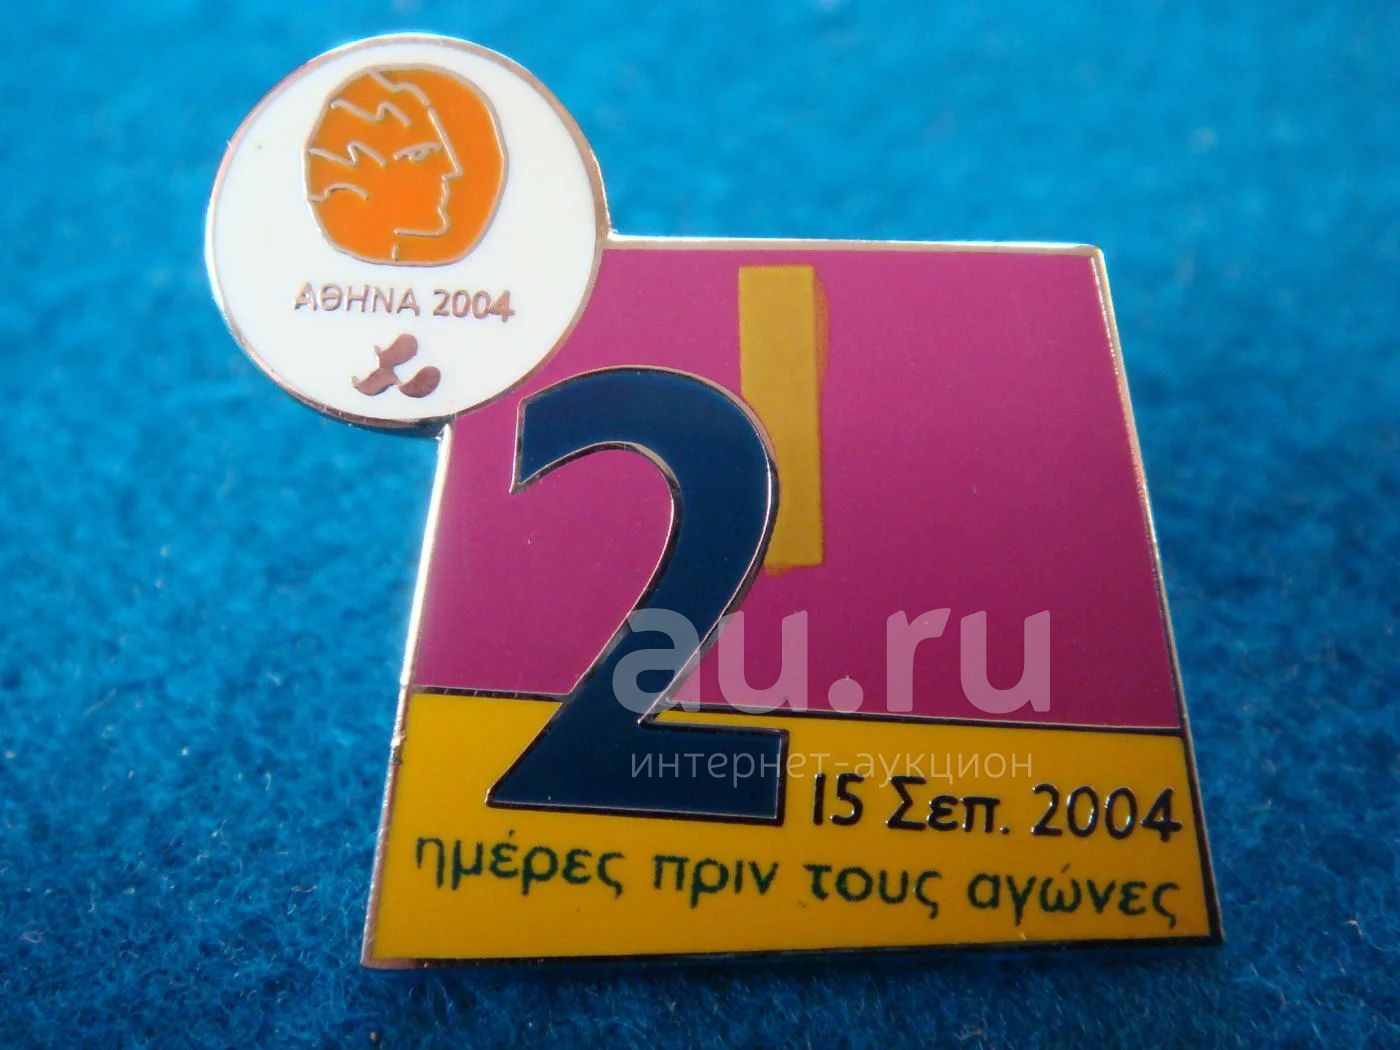 ΑΘΗΝΑ 2004
2
au.ru
интернет-аукцион
15 Σεπ. 2004
ημέρες πριν τους αγώνες